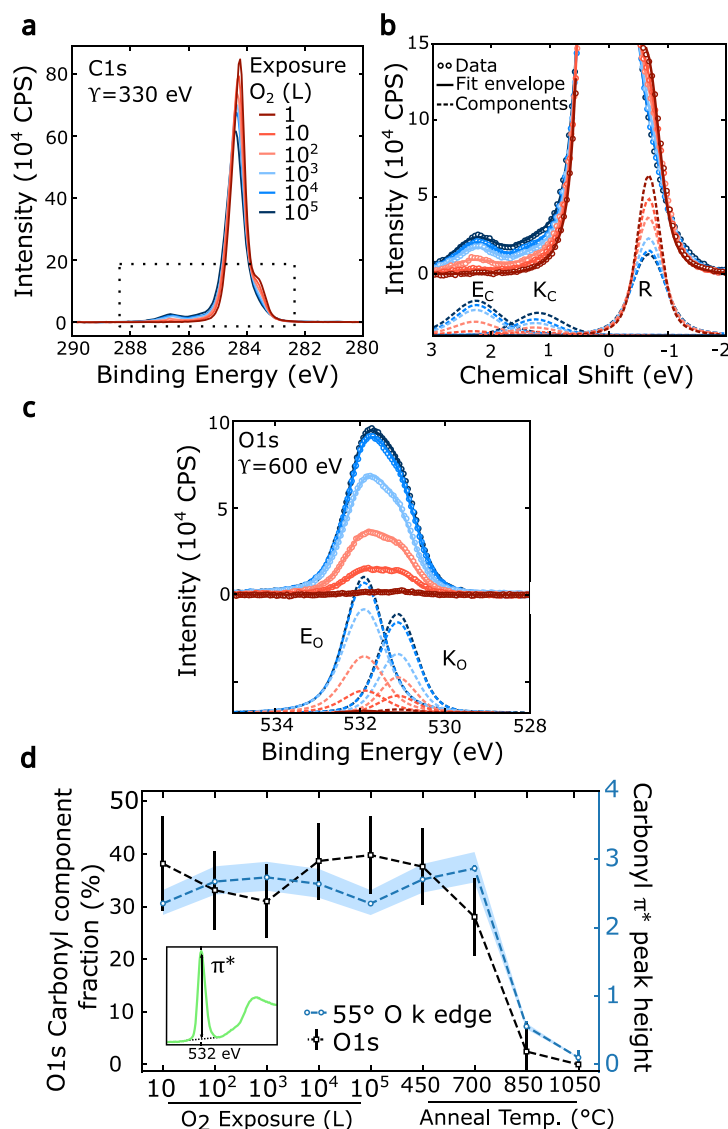 a
C1s
ϒ=330 eV
Exposure
O₂ (L)
1
10
10²
10³
10⁴
10⁵
80
60
40
20
0
Intensity (10⁴ CPS)
290 288 286 284 282 280
Binding Energy (eV)
b
Data
Fit envelope
Components
15
10
5
0
Intensity (10⁴ CPS)
E_C
K_C
R
3 2 1 0 -1 -2
Chemical Shift (eV)
c
O1s
ϒ=600 eV
10
5
0
Intensity (10⁴ CPS)
E_O
K_O
534 532 530 528
Binding Energy (eV)
d
50
40
30
20
10
0
O1s Carbonyl component
fraction (%)
4
3
2
1
0
Carbonyl π* peak height
π*
532 eV
55° O k edge
O1s
10 10² 10³ 10⁴ 10⁵ 450 700 850 1050
O₂ Exposure (L)
Anneal Temp. (°C)